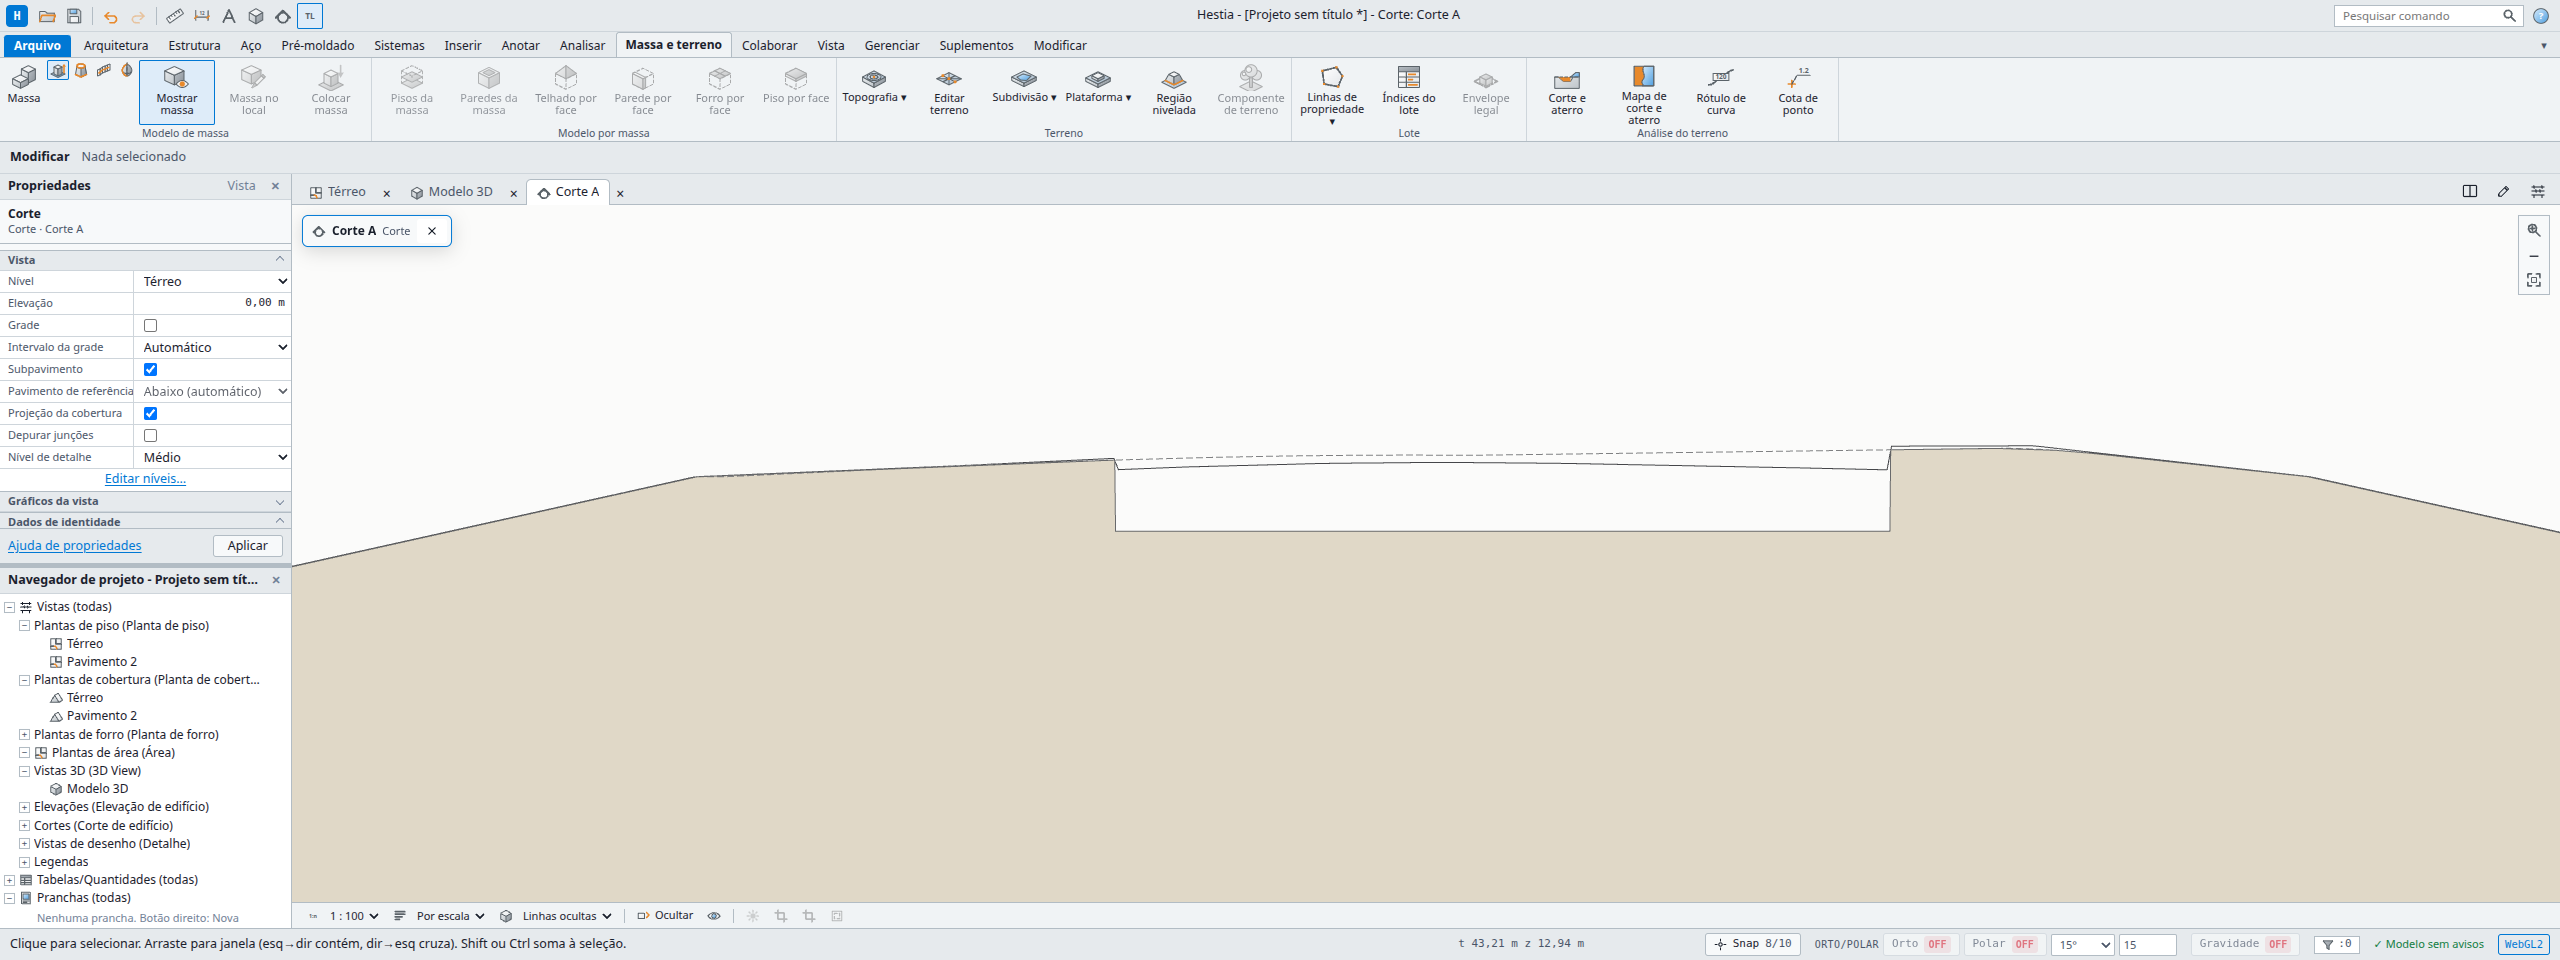 H
TL
Hestia - [Projeto sem título *] - Corte: Corte A
Pesquisar comando
?
Arquivo Arquitetura Estrutura Aço Pré-moldado Sistemas Inserir Anotar Analisar Massa e terreno Colaborar Vista Gerenciar Suplementos Modificar
Massa
Mostrar massa
Massa no local
Colocar massa
Modelo de massa
Pisos da massa
Paredes da massa
Telhado por face
Parede por face
Forro por face
Piso por face
Modelo por massa
Topografia ▾
Editar terreno
Subdivisão ▾
Plataforma ▾
Região nivelada
Componente de terreno
Terreno
Linhas de propriedade ▾
Índices do lote
Envelope legal
Lote
Corte e aterro
Mapa de corte e aterro
120
Rótulo de curva
1.2
Cota de ponto
Análise do terreno
Modificar Nada selecionado
Propriedades Vista ×
Corte
Corte · Corte A
Vista
Nível Térreo
Elevação 0,00 m
Grade
Intervalo da grade Automático
Subpavimento
Pavimento de referência Abaixo (automático)
Projeção da cobertura
Depurar junções
Nível de detalhe Médio
Editar níveis...
Gráficos da vista
Dados de identidade
Ajuda de propriedades Aplicar
Navegador de projeto - Projeto sem tít... ×
Vistas (todas)
Plantas de piso (Planta de piso)
Térreo
Pavimento 2
Plantas de cobertura (Planta de cobert...
Térreo
Pavimento 2
Plantas de forro (Planta de forro)
Plantas de área (Área)
Vistas 3D (3D View)
Modelo 3D
Elevações (Elevação de edifício)
Cortes (Corte de edifício)
Vistas de desenho (Detalhe)
Legendas
Tabelas/Quantidades (todas)
Pranchas (todas)
Nenhuma prancha. Botão direito: Nova
Térreo × Modelo 3D × Corte A ×
Corte A Corte ×
1 : 100 Por escala Linhas ocultas Ocultar
Clique para selecionar. Arraste para janela (esq→dir contém, dir→esq cruza). Shift ou Ctrl soma à seleção.
t 43,21 m z 12,94 m
Snap 8/10
ORTO/POLAR Orto OFF Polar OFF 15° 15
Gravidade OFF
:0
✓ Modelo sem avisos
WebGL2